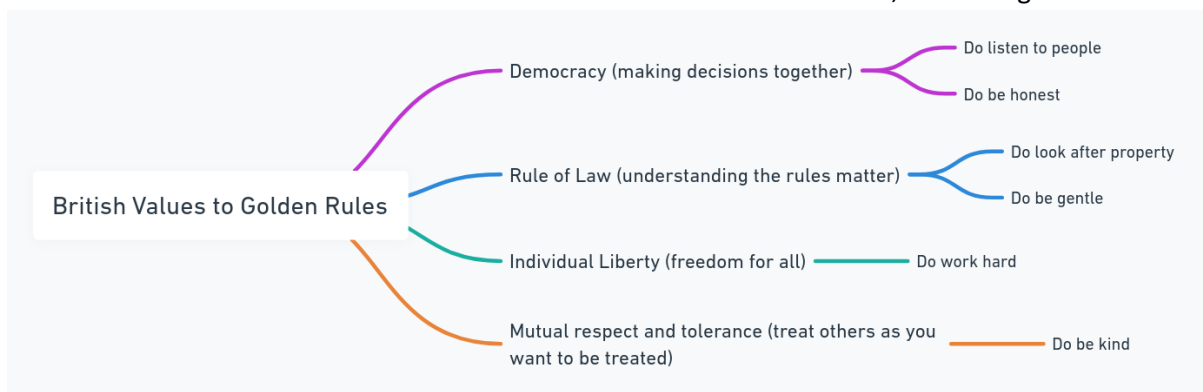 British Values to Golden Rules
Democracy (making decisions together)
Do listen to people
Do be honest
Rule of Law (understanding the rules matter)
Do look after property
Do be gentle
Individual Liberty (freedom for all)
Do work hard
Mutual respect and tolerance (treat others as you
want to be treated)
Do be kind